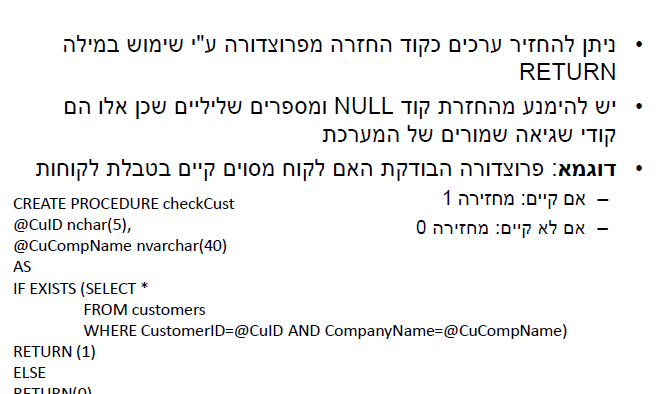 • ניתן להחזיר ערכים כקוד החזרה מפרוצדורה ע"י שימוש במילה
RETURN
• יש להימנע מהחזרת קוד NULL ומספרים שליליים שכן אלו הם
קודי שגיאה שמורים של המערכת
• דוגמא: פרוצדורה הבודקת האם לקוח מסוים קיים בטבלת לקוחות
– אם קיים: מחזירה 1
– אם לא קיים: מחזירה 0
CREATE PROCEDURE checkCust
@CuID nchar(5),
@CuCompName nvarchar(40)
AS
IF EXISTS (SELECT *
FROM customers
WHERE CustomerID=@CuID AND CompanyName=@CuCompName)
RETURN (1)
ELSE
RETURN(0)